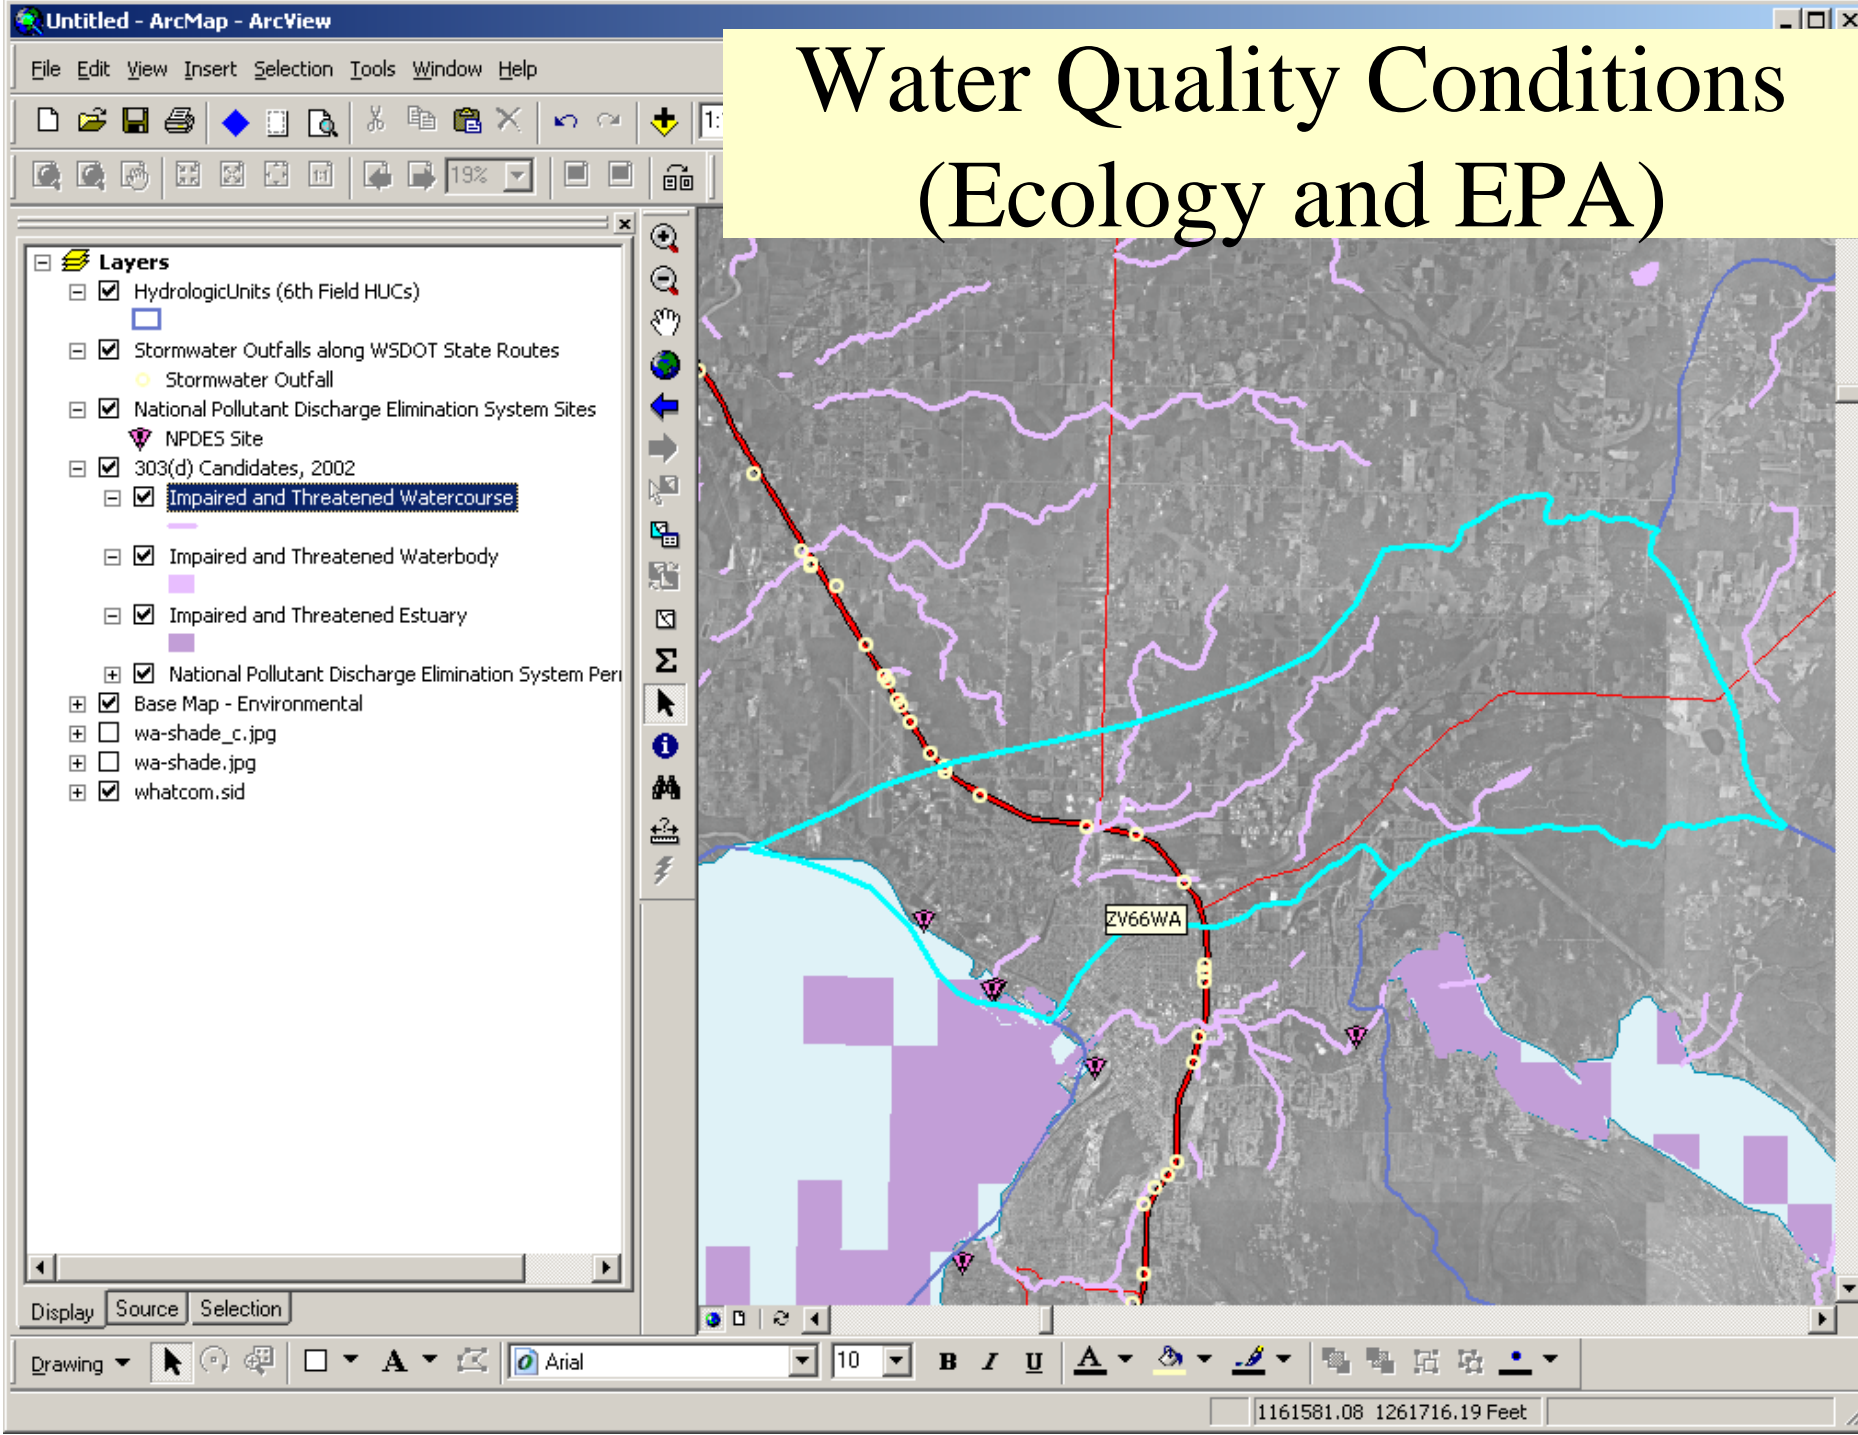 Untitled - ArcMap - ArcView
Water Quality Conditions
(Ecology and EPA)
File Edit View Insert Selection Tools Window Help
1:
19%
1:1
Layers
HydrologicUnits (6th Field HUCs)
Stormwater Outfalls along WSDOT State Routes
Stormwater Outfall
National Pollutant Discharge Elimination System Sites
NPDES Site
303(d) Candidates, 2002
Impaired and Threatened Watercourse
Impaired and Threatened Waterbody
Impaired and Threatened Estuary
National Pollutant Discharge Elimination System Peri
Base Map - Environmental
wa-shade_c.jpg
wa-shade.jpg
whatcom.sid
ZV66WA
Display Source Selection
Drawing A Arial 10 B I U A
1161581.08 1261716.19 Feet